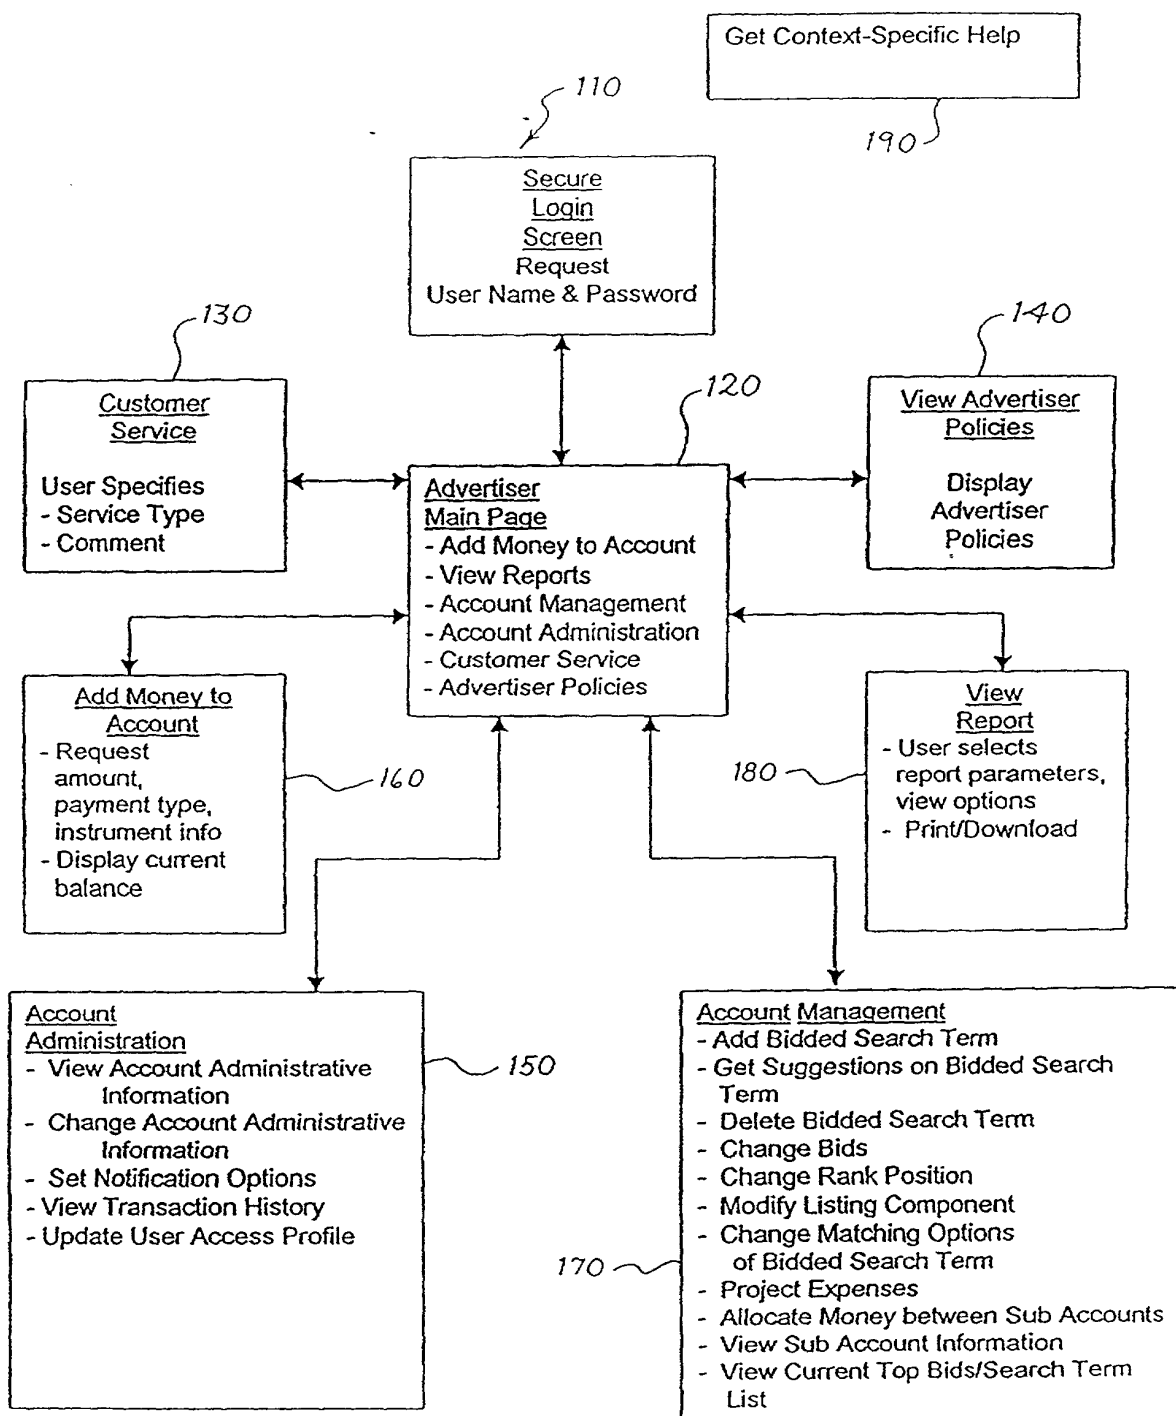 Get Context-Specific Help
190
110
Secure
Login
Screen
Request
User Name & Password
130
Customer
Service
User Specifies
- Service Type
- Comment
120
Advertiser
Main Page
- Add Money to Account
- View Reports
- Account Management
- Account Administration
- Customer Service
- Advertiser Policies
140
View Advertiser
Policies
Display
Advertiser
Policies
Add Money to
Account
- Request
amount,
payment type,
instrument info
- Display current
balance
160
180
View
Report
- User selects
report parameters,
view options
- Print/Download
Account
Administration
- View Account Administrative
Information
- Change Account Administrative
Information
- Set Notification Options
- View Transaction History
- Update User Access Profile
150
170
Account Management
- Add Bidded Search Term
- Get Suggestions on Bidded Search
Term
- Delete Bidded Search Term
- Change Bids
- Change Rank Position
- Modify Listing Component
- Change Matching Options
of Bidded Search Term
- Project Expenses
- Allocate Money between Sub Accounts
- View Sub Account Information
- View Current Top Bids/Search Term
List